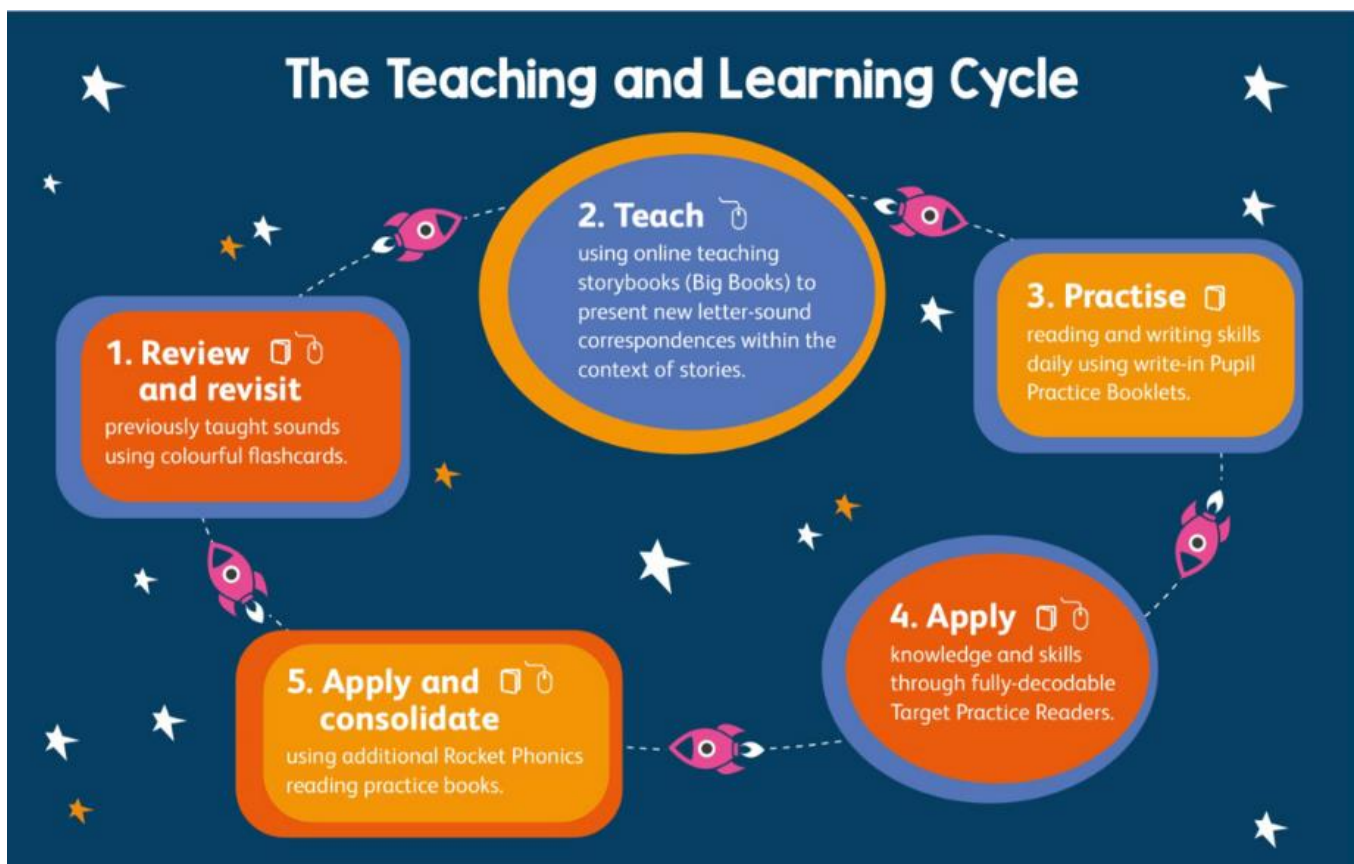 The Teaching and Learning Cycle
1. Review
and revisit
previously taught sounds
using colourful flashcards.
2. Teach
using online teaching
storybooks (Big Books) to
present new letter-sound
correspondences within the
context of stories.
3. Practise
reading and writing skills
daily using write-in Pupil
Practice Booklets.
4. Apply
knowledge and skills
through fully-decodable
Target Practice Readers.
5. Apply and
consolidate
using additional Rocket Phonics
reading practice books.